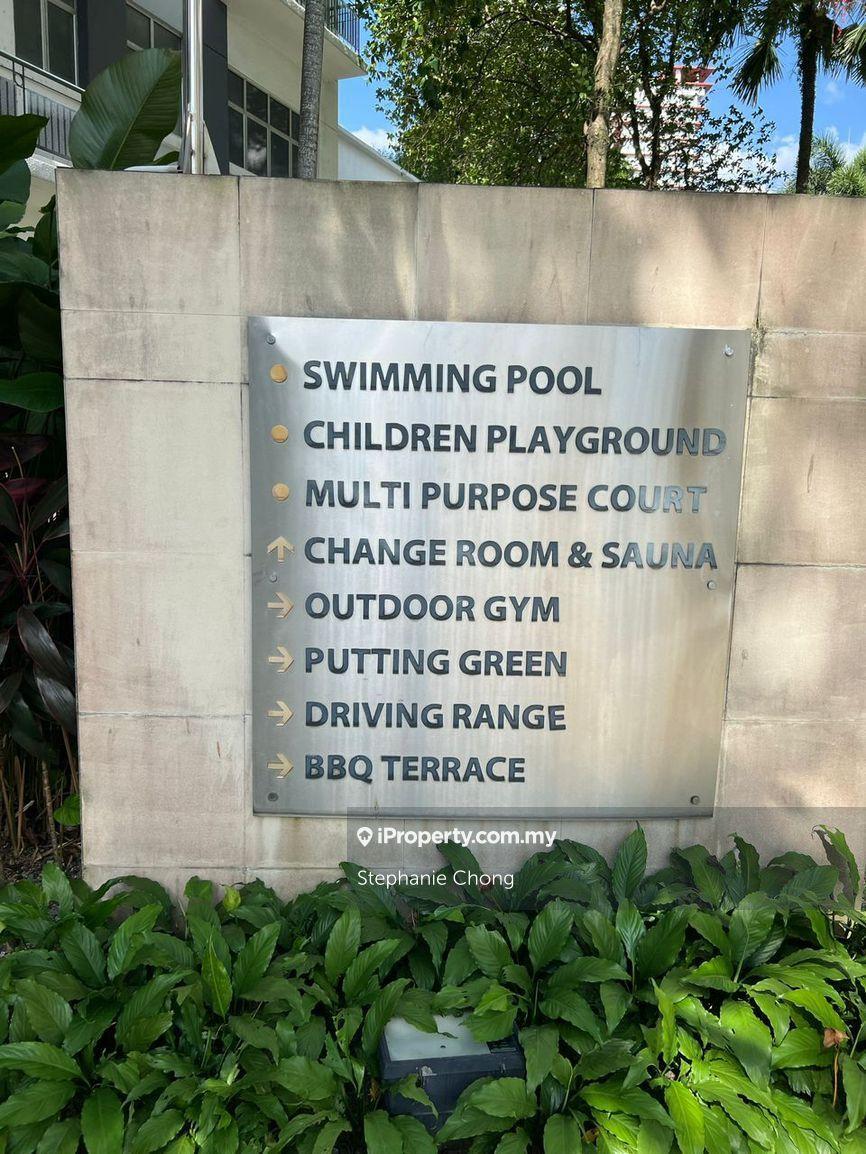 SWIMMING POOL
CHILDREN PLAYGROUND
MULTI PURPOSE COURT
CHANGE ROOM & SAUNA
OUTDOOR GYM
PUTTING GREEN
DRIVING RANGE
BBQ TERRACE
iProperty.com.my
Stephanie Chong